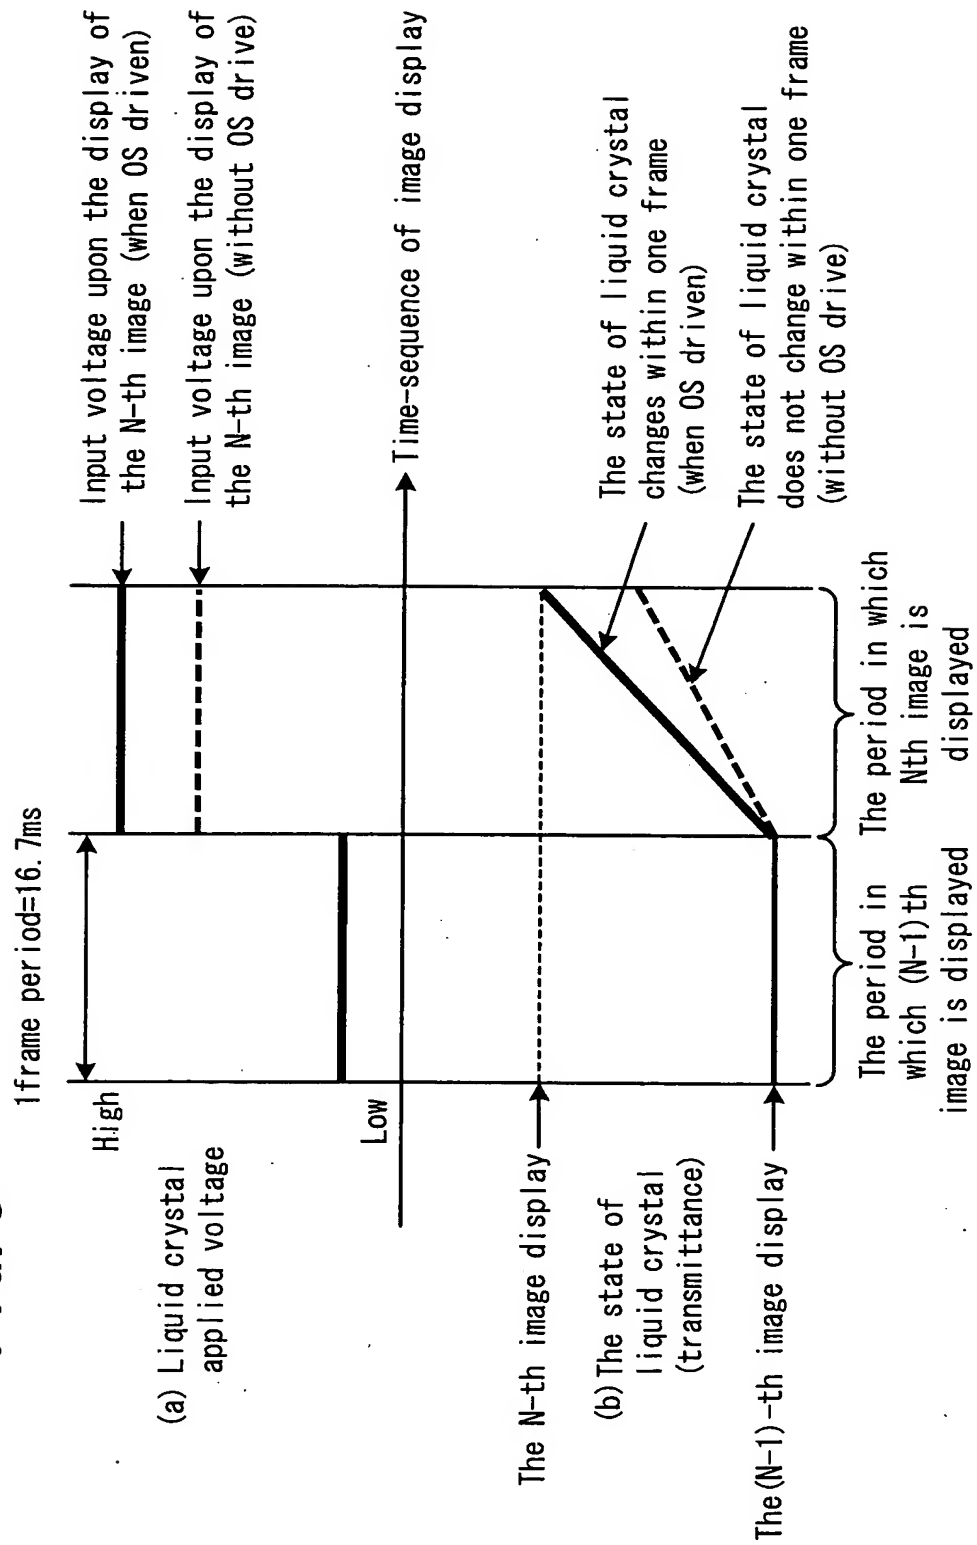 1frame period=16.7ms
High
(a) Liquid crystal
applied voltage
Low
Input voltage upon the display of
the N-th image (when OS driven)
Input voltage upon the display of
the N-th image (without OS drive)
Time-sequence of image display
The N-th image display
(b)The state of
liquid crystal
(transmittance)
The(N-1)-th image display
The state of liquid crystal
changes within one frame
(when OS driven)
The state of liquid crystal
does not change within one frame
(without OS drive)
The period in
which (N-1)th
image is displayed
The period in which
Nth image is
displayed